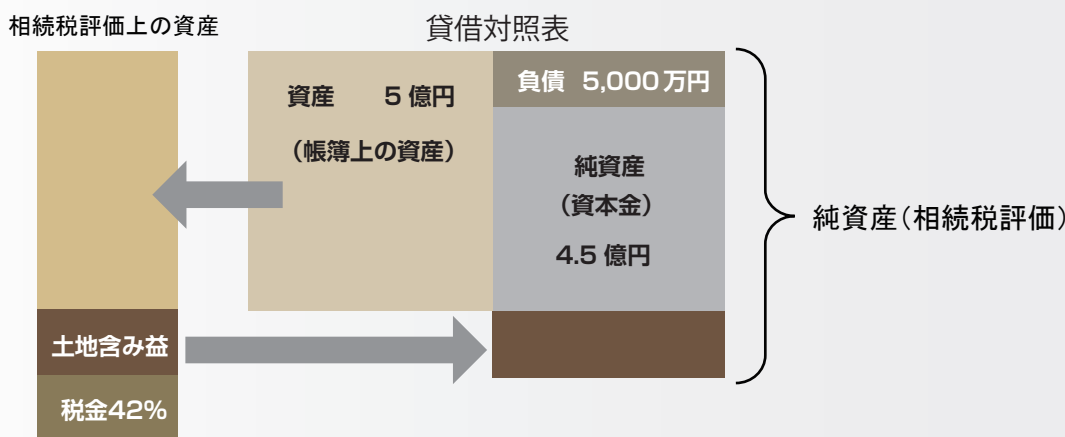 相続税評価上の資産
貸借対照表
資産 5億円
(帳簿上の資産)
負債 5,000万円
純資産
(資本金)
4.5億円
純資産(相続税評価)
土地含み益
税金42%